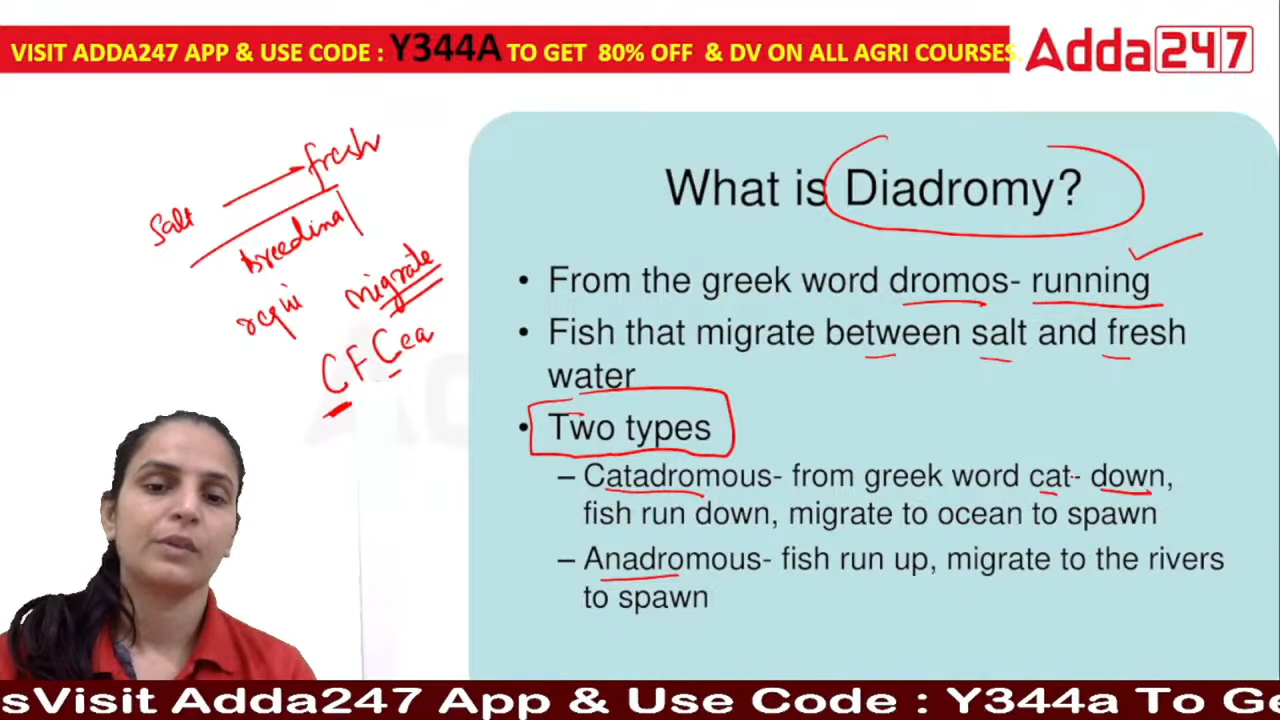 VISIT ADDA247 APP & USE CODE : Y344A TO GET 80% OFF & DV ON ALL AGRI COURSES.
Adda247
What is Diadromy?
• From the greek word dromos- running
• Fish that migrate between salt and fresh
water
• Two types
– Catadromous- from greek word cat- down,
fish run down, migrate to ocean to spawn
– Anadromous- fish run up, migrate to the rivers
to spawn
Salt fresh
breeding
requi migrate
CF Cea
sVisit Adda247 App & Use Code : Y344a To Ge